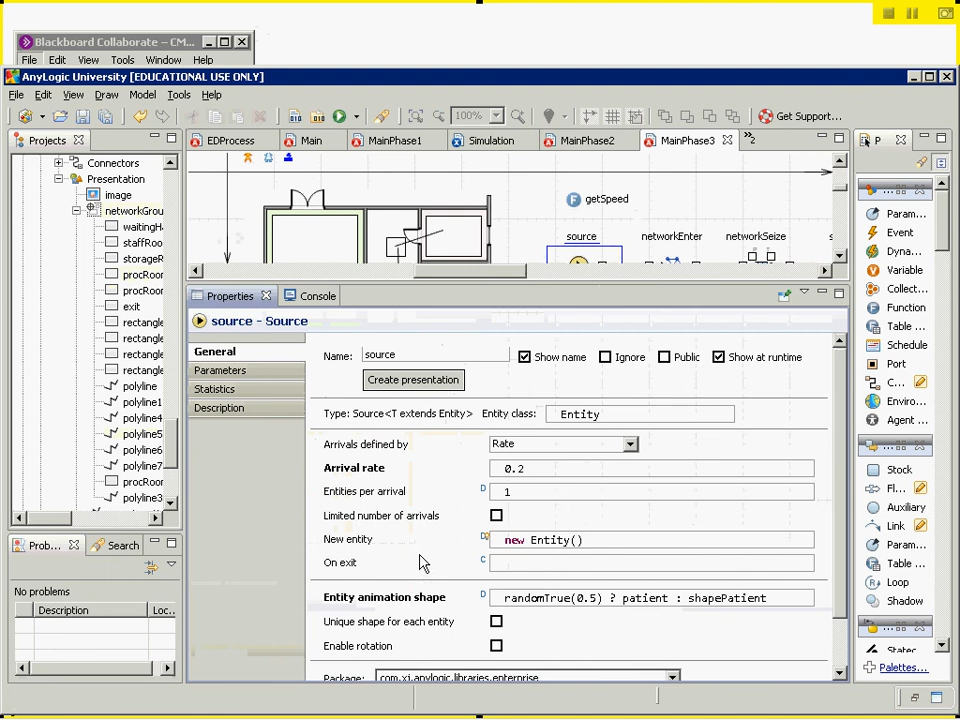 Blackboard Collaborate – CM...
File Edit View Tools Window Help
AnyLogic University [EDUCATIONAL USE ONLY]
File Edit View Draw Model Tools Help
100% Get Support...
Projects
EDProcess Main MainPhase1 Simulation MainPhase2 MainPhase3 2
P
Connectors
Presentation
image
networkGrou
waitingHa
staffRoo
storageR
procRoor
procRoor
exit
rectangle
rectangle
rectangle
rectangle
polyline
polyline1
polyline4
polyline5
polyline6
polyline7
procRoor
polyline3
getSpeed
source networkEnter networkSeize
Properties Console
source - Source
General
Parameters
Statistics
Description
Name: source Show name Ignore Public Show at runtime
Create presentation
Type: Source<T extends Entity> Entity class: Entity
Arrivals defined by Rate
Arrival rate 0.2
Entities per arrival D 1
Limited number of arrivals
New entity D new Entity()
On exit C
Entity animation shape D randomTrue(0.5) ? patient : shapePatient
Unique shape for each entity
Enable rotation
Package: com.xj.anylogic.libraries.enterprise
Param...
Event
Dyna...
Variable
Collect...
Function
Table ...
Schedule
Port
C...
Enviro...
Agent ...
Stock
Fl...
Auxiliary
Link
Param...
Table ...
Loop
Shadow
Statec
Palettes...
Prob... Search
No problems
Description Loc...